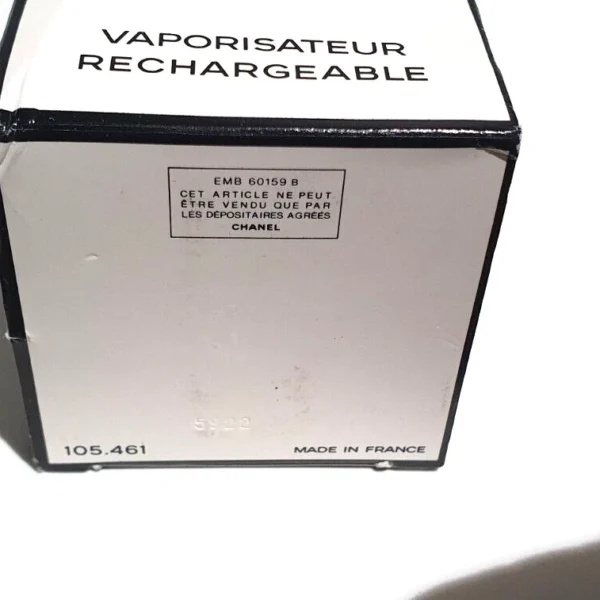 VAPORISATEUR
RECHARGEABLE
EMB 60159 B
CET ARTICLE NE PEUT
ÊTRE VENDU QUE PAR
LES DÉPOSITAIRES AGRÉÉS
CHANEL
105.461
MADE IN FRANCE